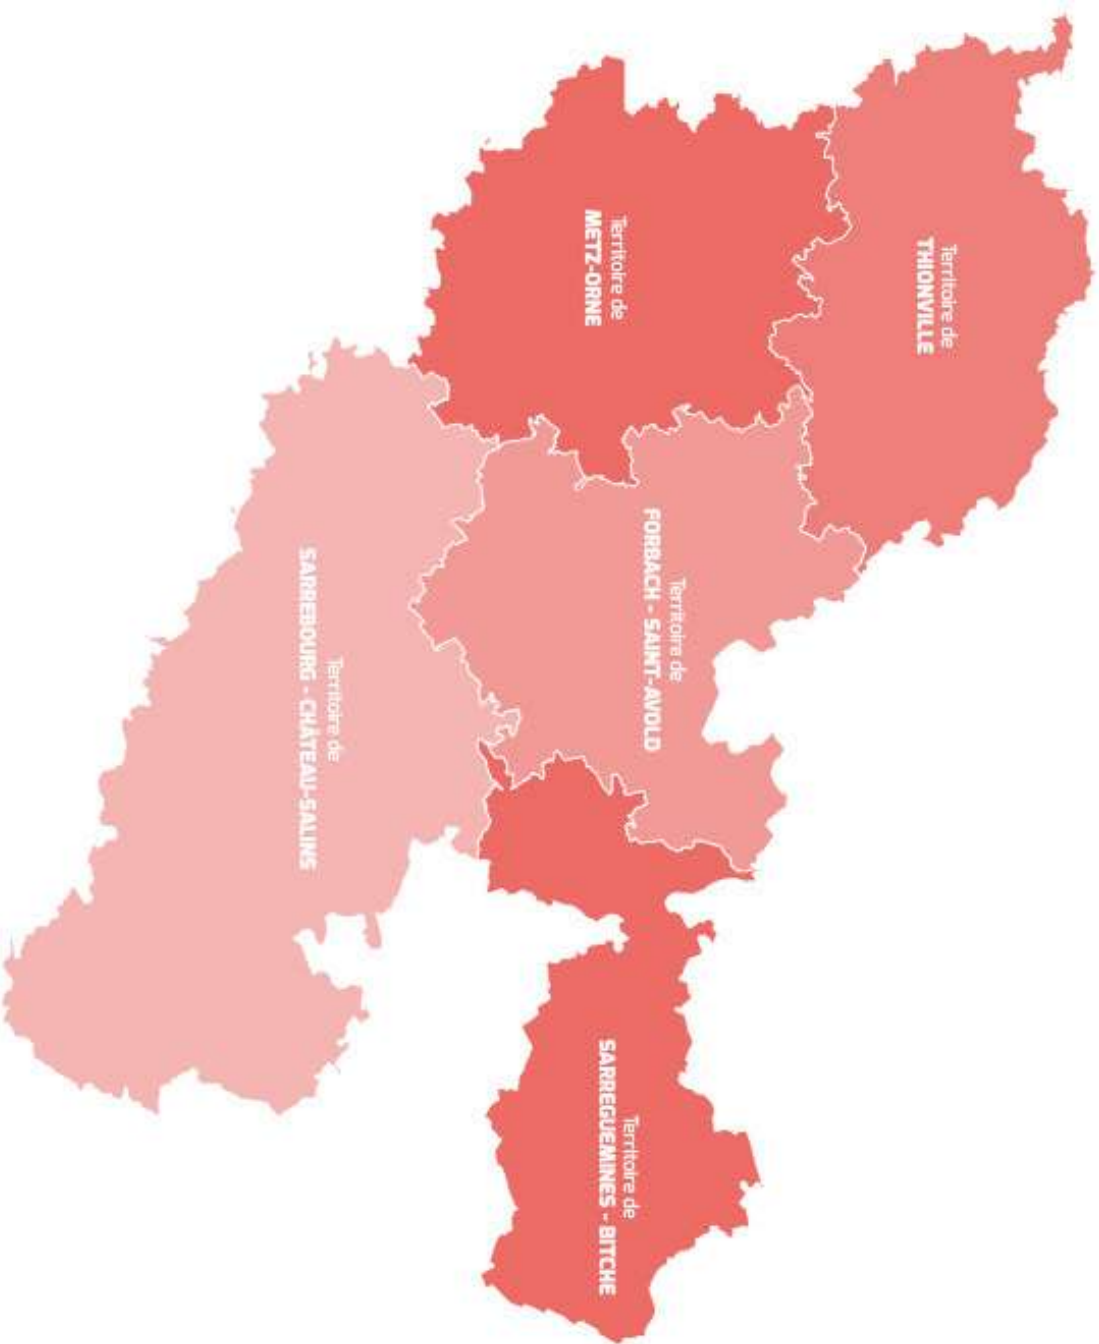 Territoire de
THIONVILLE
Territoire de
METZ-ORNE
Territoire de
FORBACH - SAINT-AVOLD
Territoire de
SARREGUEMINES - BITCHE
Territoire de
SARREBOURG - CHÂTEAU-SALINS